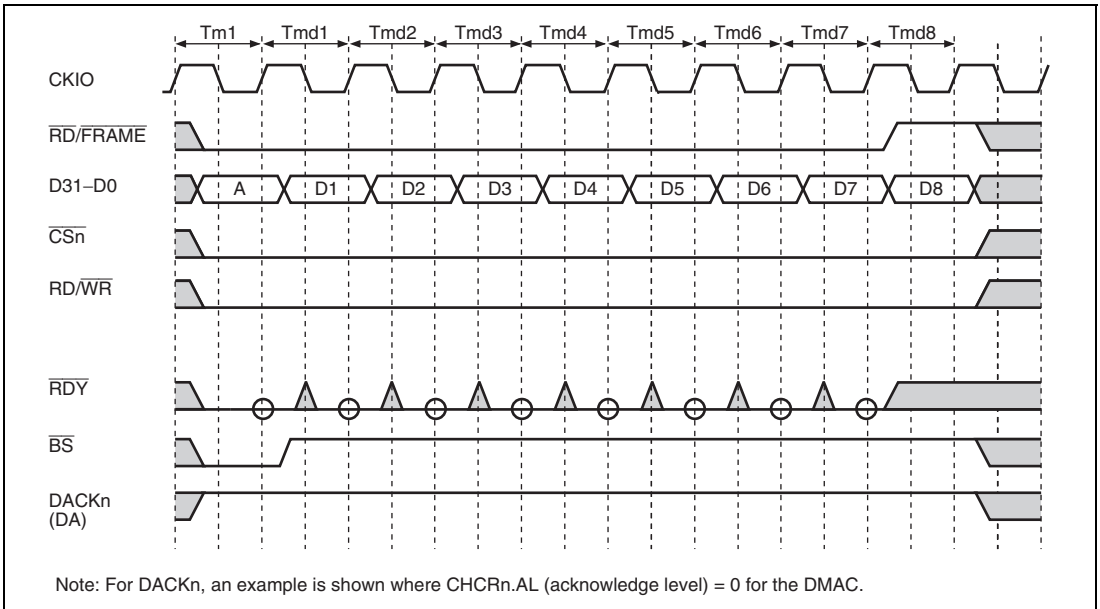 Tm1 Tmd1 Tmd2 Tmd3 Tmd4 Tmd5 Tmd6 Tmd7 Tmd8
CKIO
RD/FRAME
D31–D0 A D1 D2 D3 D4 D5 D6 D7 D8
CSn
RD/WR
RDY
BS
DACKn
(DA)
Note: For DACKn, an example is shown where CHCRn.AL (acknowledge level) = 0 for the DMAC.